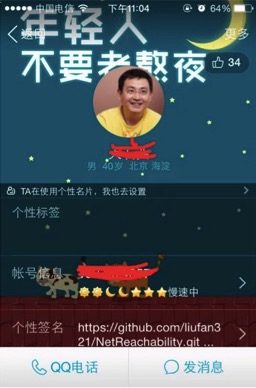 中国电信 下午11:04 64%
年轻人
返回 更多
不要老熬夜
34
男 40岁 北京 海淀
TA在使用个性名片，我也去设置
个性标签
帐号信息
慢速中
个性签名 https://github.com/liufan3
21/NetReachability.git ...
QQ电话 发消息